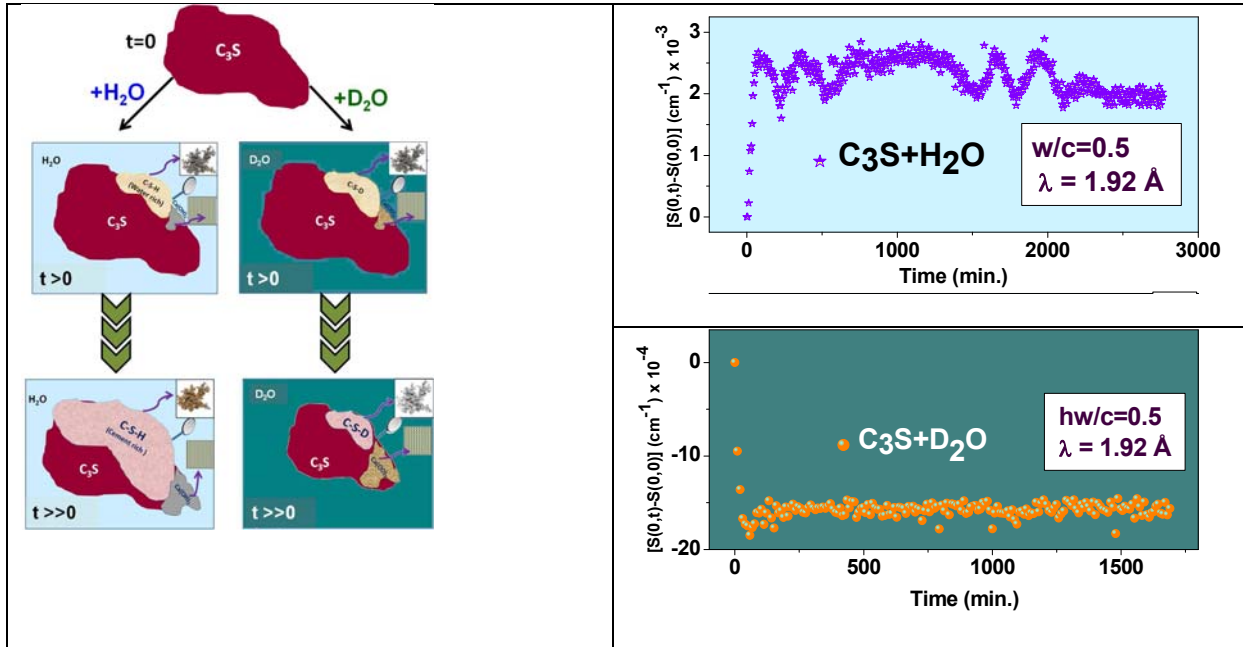 t=0
C₃S
+H₂O
+D₂O
H₂O
C-S-H
(Water rich)
C₃S
t >0
D₂O
C-S-D
C₃S
t >0
H₂O
C-S-H
(Cement rich )
C₃S
t >>0
D₂O
C-S-D
C₃S
t >>0
[S(0,t)-S(0,0)] (cm⁻¹) x 10⁻³
3
2
1
0
C₃S+H₂O
w/c=0.5
λ = 1.92 Å
0
1000
2000
3000
Time (min.)
[S(0,t)-S(0,0)] (cm⁻¹) x 10⁻⁴
0
-10
-20
C₃S+D₂O
hw/c=0.5
λ = 1.92 Å
0
500
1000
1500
Time (min.)